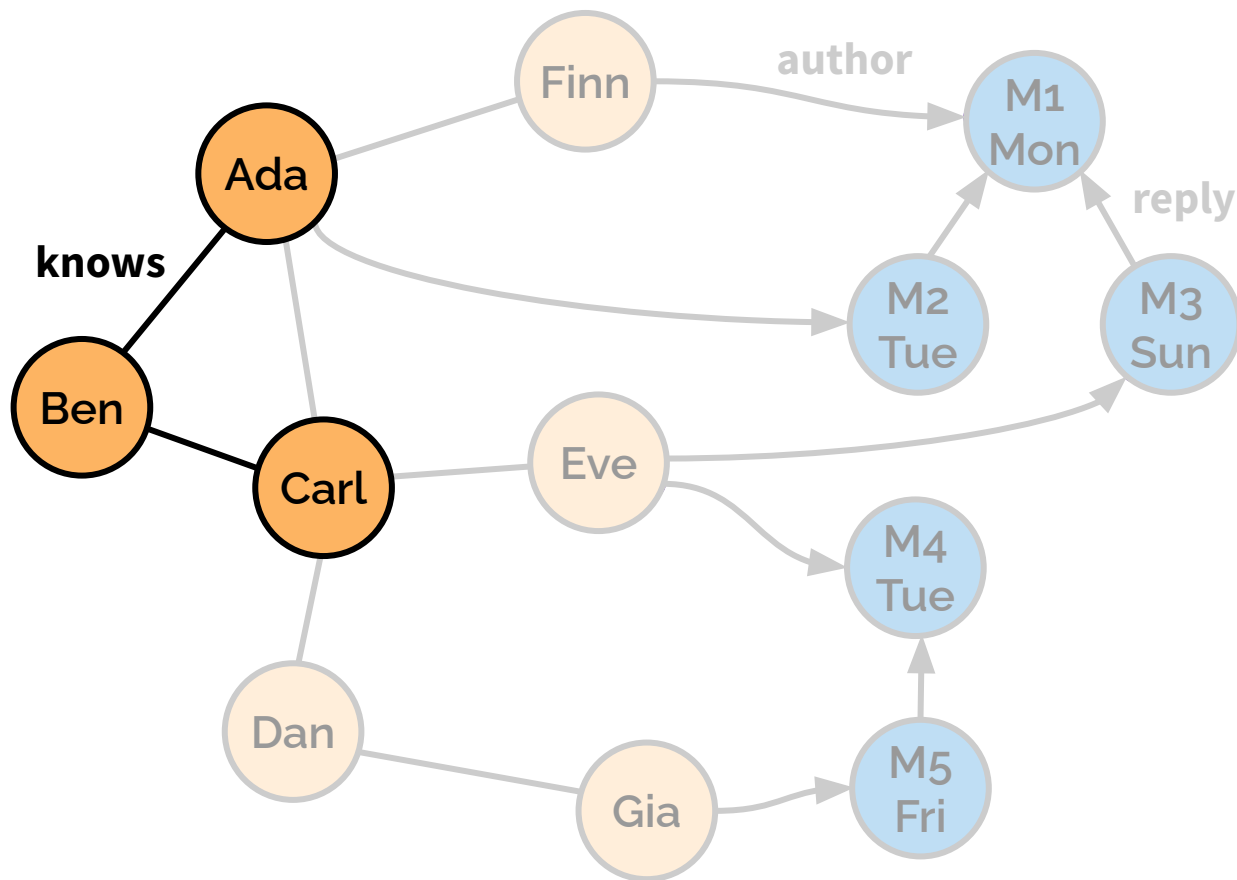 Finn
author
M1
Mon
Ada
reply
knows
M2
Tue
M3
Sun
Ben
Eve
Carl
M4
Tue
Dan
M5
Fri
Gia